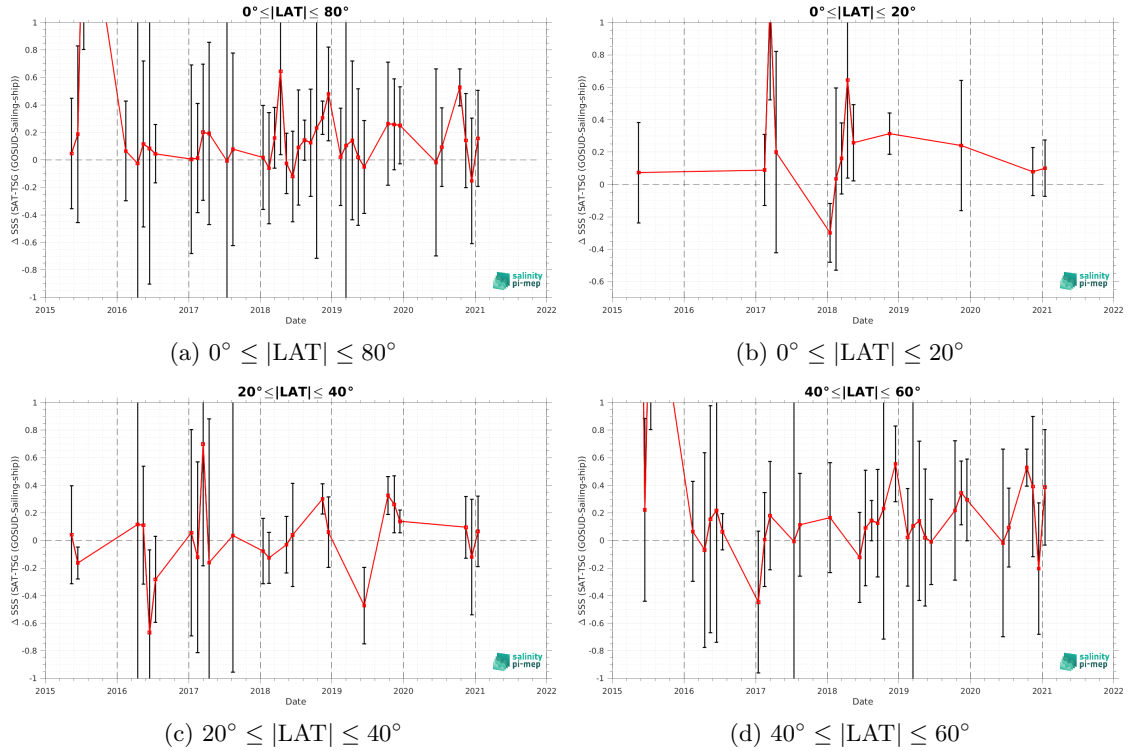 0°≤|LAT|≤ 80°
Δ SSS (SAT-TSG (GOSUD-Sailing-ship))
1
0.8
0.6
0.4
0.2
0
-0.2
-0.4
-0.6
-0.8
-1
2015 2016 2017 2018 2019 2020 2021 2022
Date
salinity
pi-mep
(a) 0° ≤ |LAT| ≤ 80°
0°≤|LAT|≤ 20°
Δ SSS (SAT-TSG (GOSUD-Sailing-ship))
1
0.8
0.6
0.4
0.2
0
-0.2
-0.4
-0.6
2015 2016 2017 2018 2019 2020 2021 2022
Date
salinity
pi-mep
(b) 0° ≤ |LAT| ≤ 20°
20°≤|LAT|≤ 40°
Δ SSS (SAT-TSG (GOSUD-Sailing-ship))
1
0.8
0.6
0.4
0.2
0
-0.2
-0.4
-0.6
-0.8
-1
2015 2016 2017 2018 2019 2020 2021 2022
Date
salinity
pi-mep
(c) 20° ≤ |LAT| ≤ 40°
40°≤|LAT|≤ 60°
Δ SSS (SAT-TSG (GOSUD-Sailing-ship))
1
0.8
0.6
0.4
0.2
0
-0.2
-0.4
-0.6
-0.8
-1
2015 2016 2017 2018 2019 2020 2021 2022
Date
salinity
pi-mep
(d) 40° ≤ |LAT| ≤ 60°